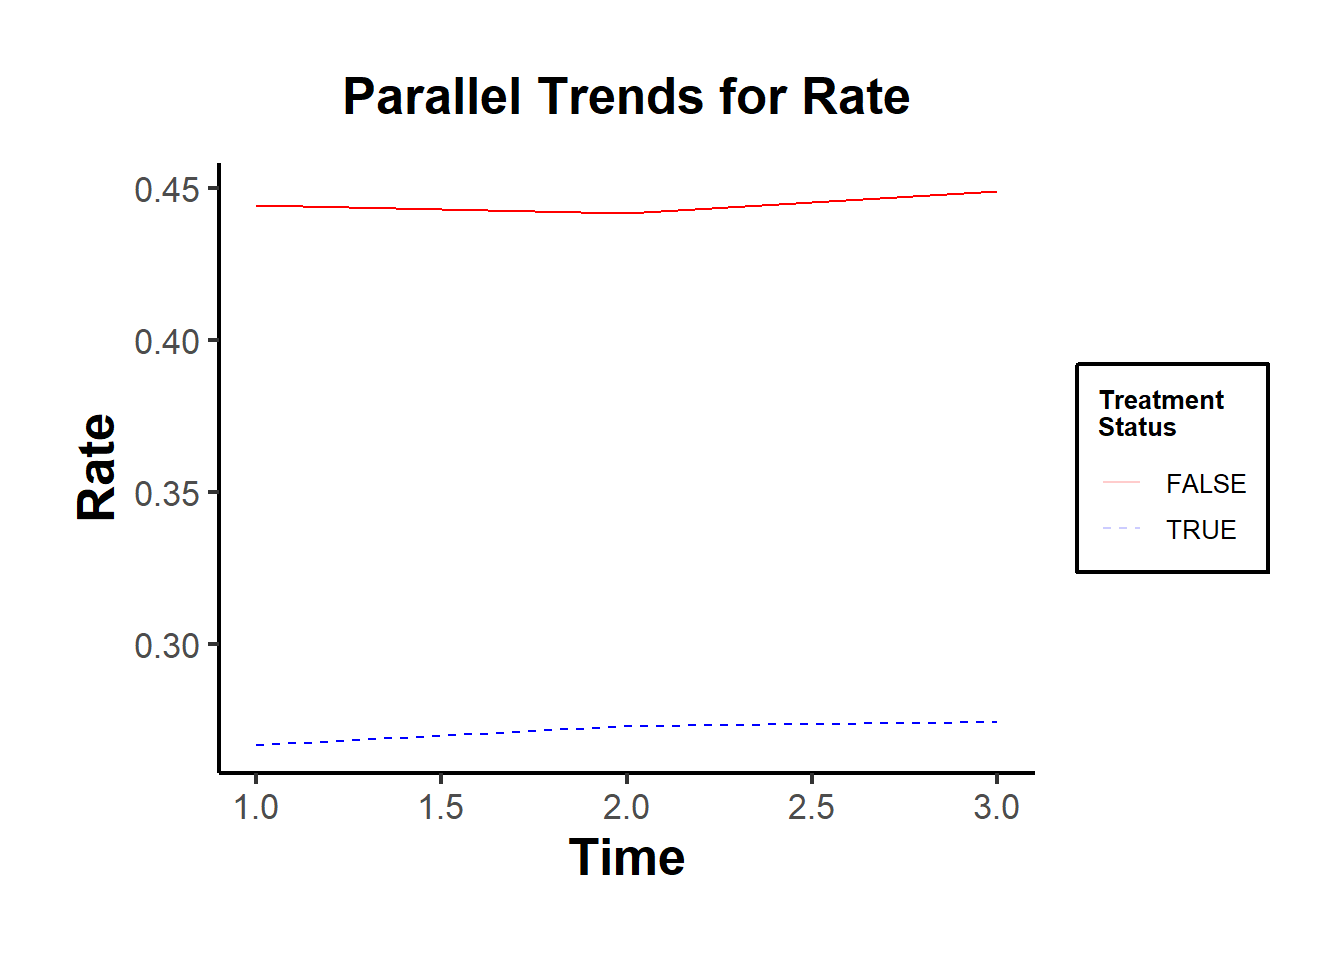 Parallel Trends for Rate
Rate
0.45
0.40
0.35
0.30
1.0 1.5 2.0 2.5 3.0
Time
Treatment
Status
FALSE
TRUE